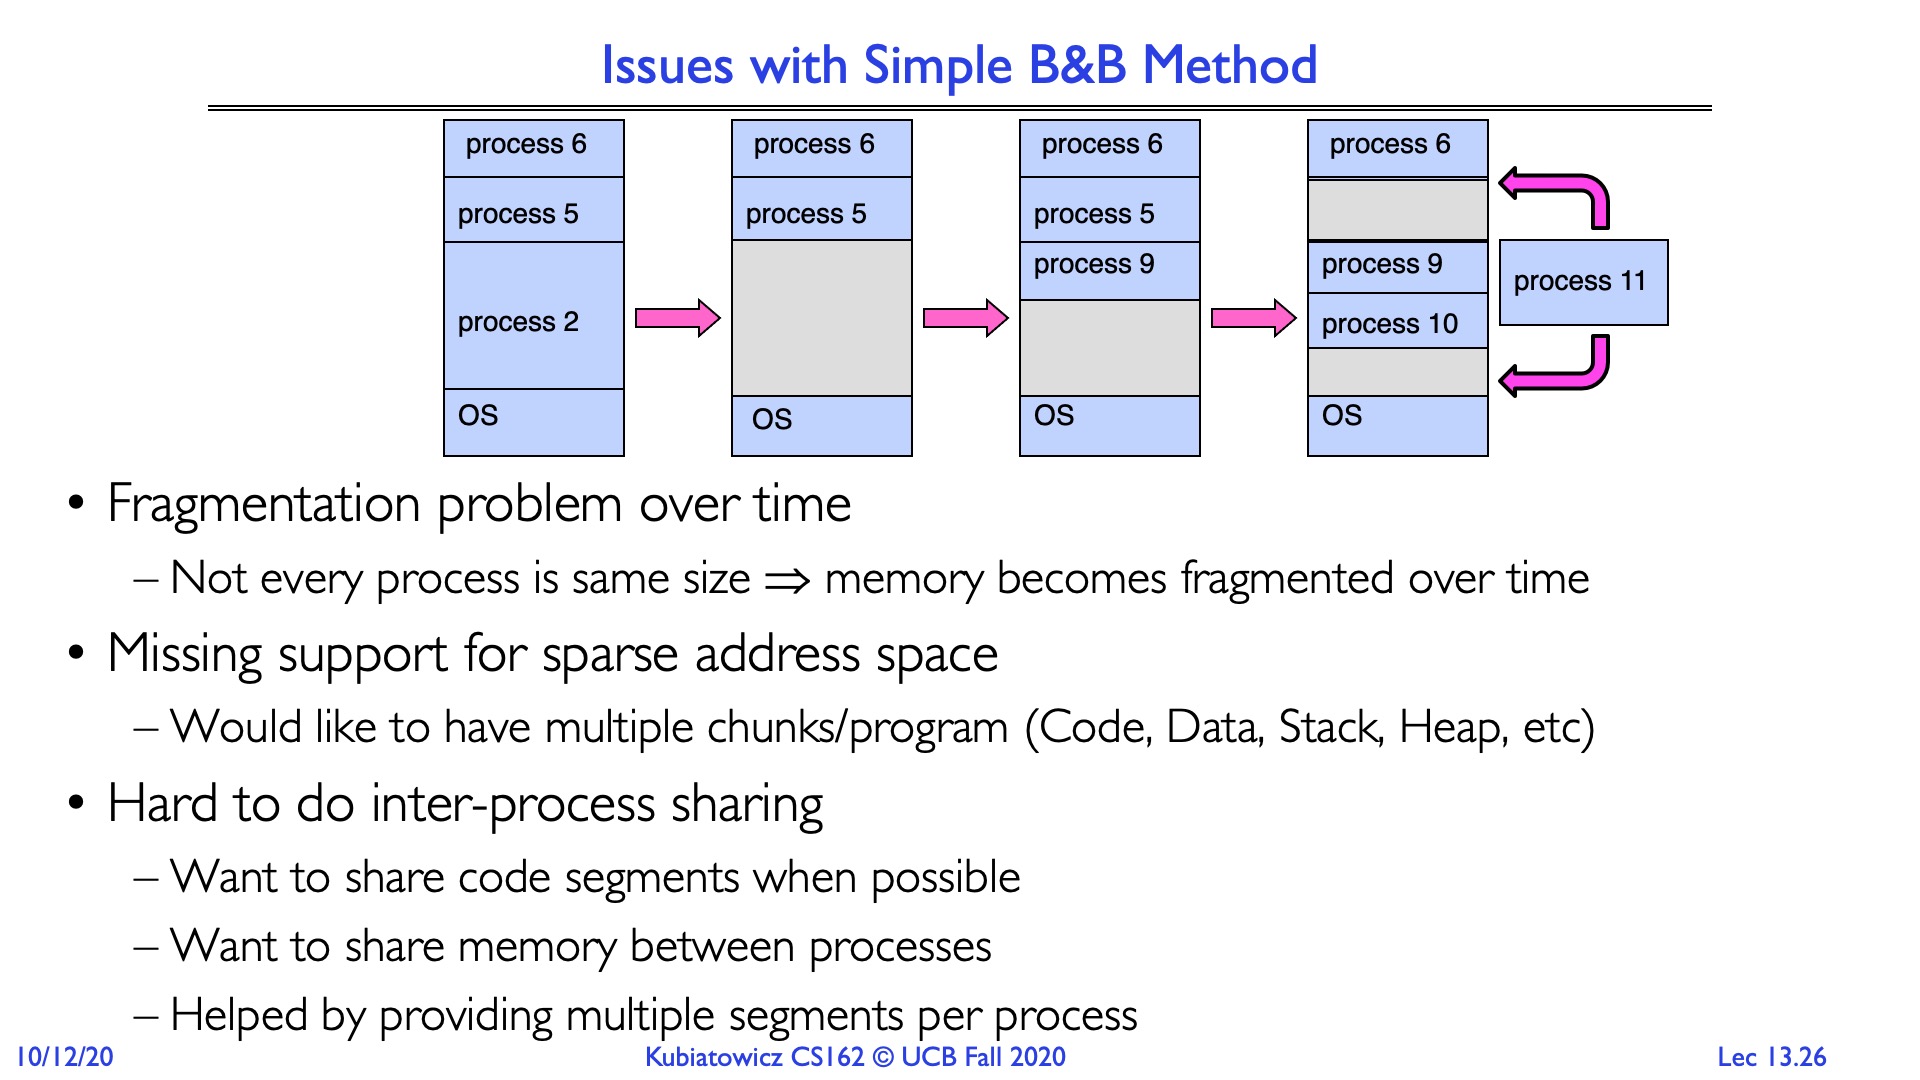 Issues with Simple B&B Method
process 6
process 5
process 2
OS
process 6
process 5
OS
process 6
process 5
process 9
OS
process 6
process 9
process 10
OS
process 11
• Fragmentation problem over time
– Not every process is same size ⇒ memory becomes fragmented over time
• Missing support for sparse address space
– Would like to have multiple chunks/program (Code, Data, Stack, Heap, etc)
• Hard to do inter-process sharing
– Want to share code segments when possible
– Want to share memory between processes
– Helped by providing multiple segments per process
10/12/20
Kubiatowicz CS162 © UCB Fall 2020
Lec 13.26